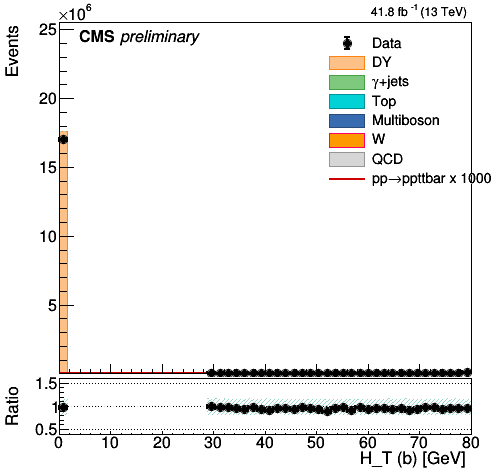 ×10⁶
41.8 fb⁻¹ (13 TeV)
CMS preliminary
Events
25
20
15
10
5
Data
DY
γ+jets
Top
Multiboson
W
QCD
pp→ppttbar x 1000
Ratio
1.5
1
0.5
0 10 20 30 40 50 60 70 80
H_T (b) [GeV]